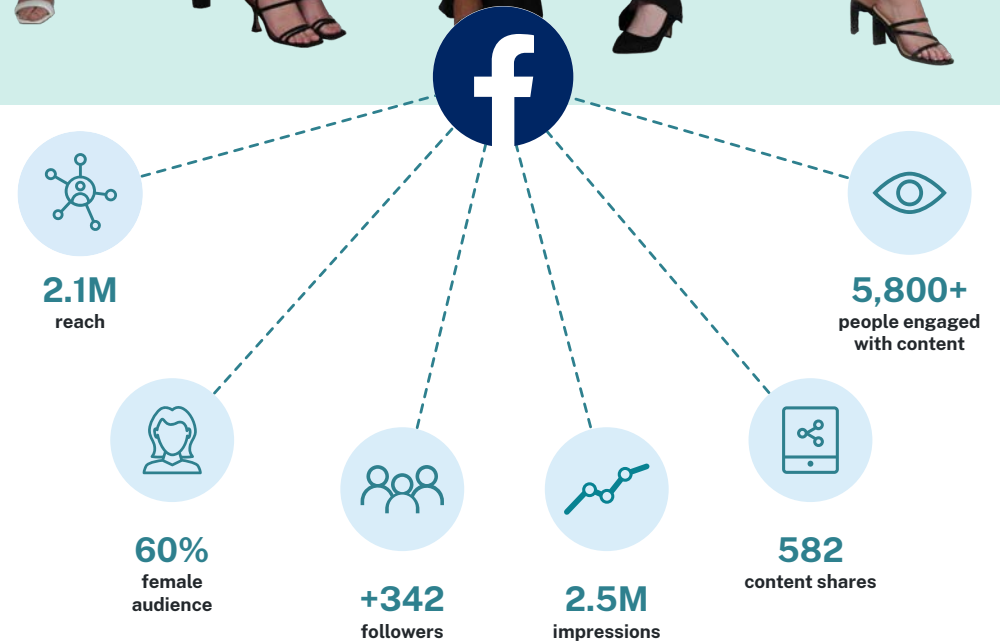 2.1M
reach
60%
female
audience
+342
followers
2.5M
impressions
582
content shares
5,800+
people engaged
with content